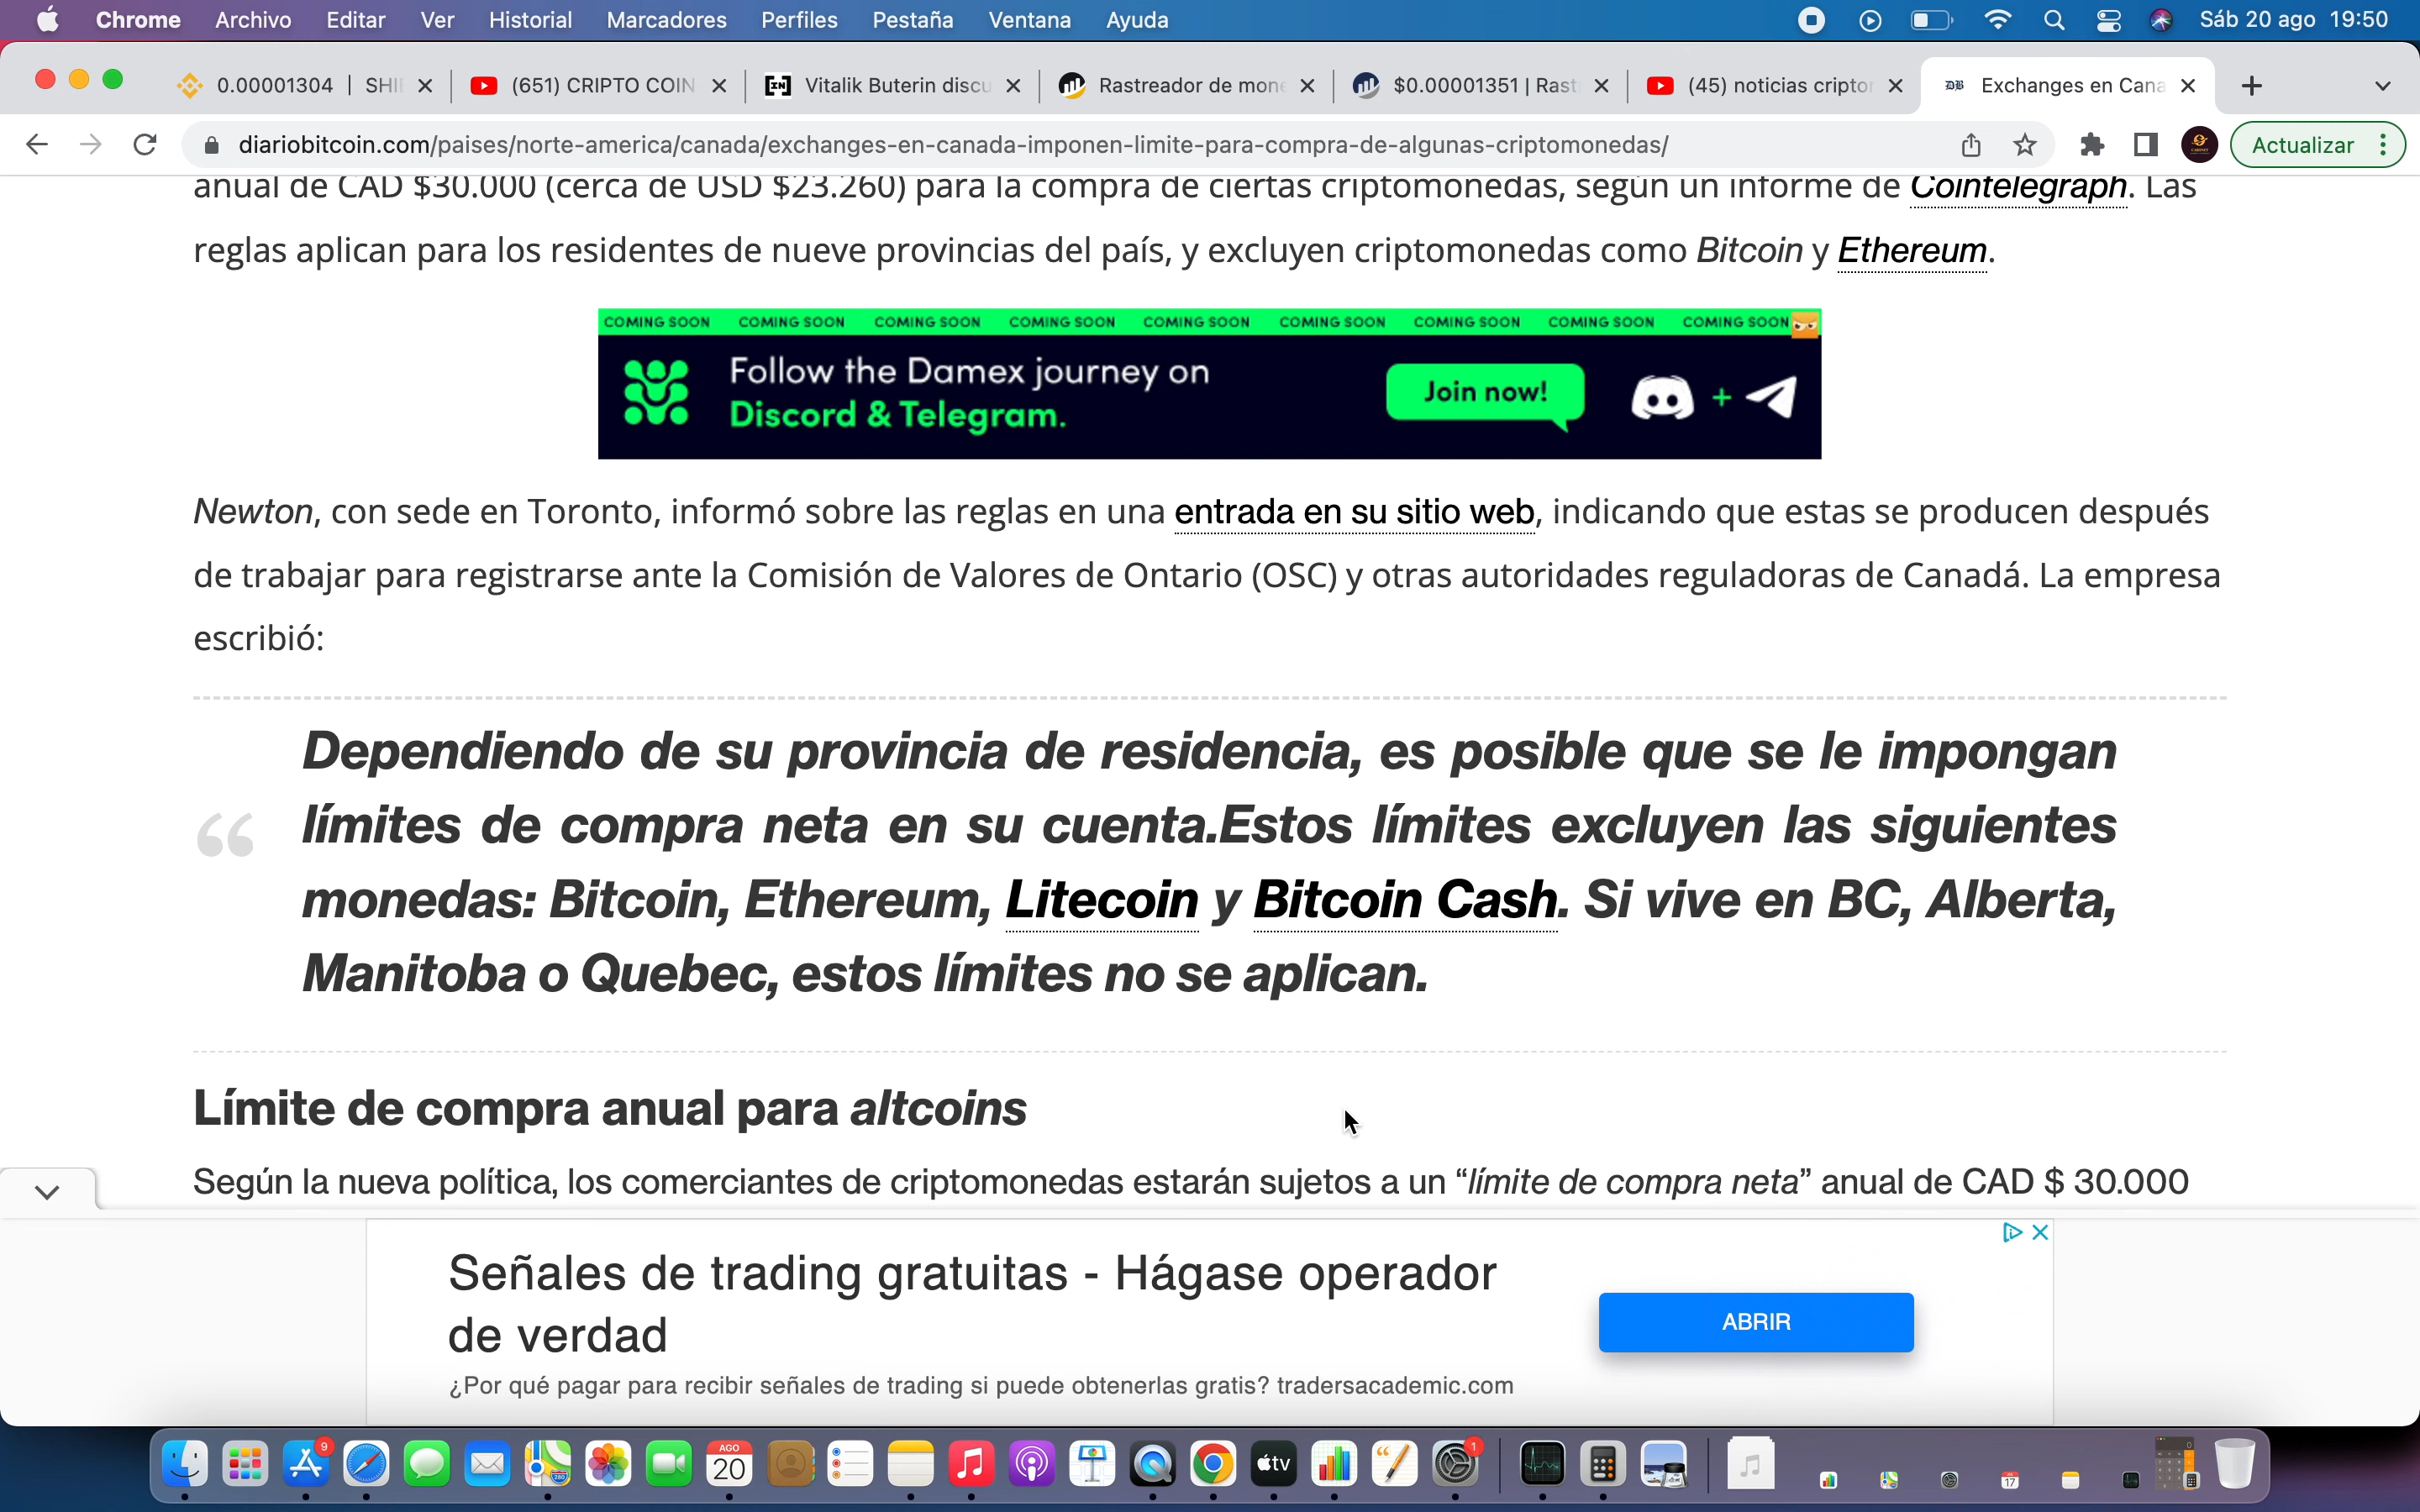 Chrome Archivo Editar Ver Historial Marcadores Perfiles Pestaña Ventana Ayuda Sáb 20 ago 19:50
0.00001304 | SHI (651) CRIPTO COIN Vitalik Buterin discu Rastreador de mone $0.00001351 | Rast (45) noticias cripto Exchanges en Cana
diariobitcoin.com/paises/norte-america/canada/exchanges-en-canada-imponen-limite-para-compra-de-algunas-criptomonedas/ Actualizar
anual de CAD $30.000 (cerca de USD $23.260) para la compra de ciertas criptomonedas, según un informe de Cointelegraph. Las
reglas aplican para los residentes de nueve provincias del país, y excluyen criptomonedas como Bitcoin y Ethereum.
COMING SOON COMING SOON COMING SOON COMING SOON COMING SOON COMING SOON COMING SOON COMING SOON COMING SOON
Follow the Damex journey on
Discord & Telegram.
Join now!
+
Newton, con sede en Toronto, informó sobre las reglas en una entrada en su sitio web, indicando que estas se producen después
de trabajar para registrarse ante la Comisión de Valores de Ontario (OSC) y otras autoridades reguladoras de Canadá. La empresa
escribió:
“
Dependiendo de su provincia de residencia, es posible que se le impongan
límites de compra neta en su cuenta.Estos límites excluyen las siguientes
monedas: Bitcoin, Ethereum, Litecoin y Bitcoin Cash. Si vive en BC, Alberta,
Manitoba o Quebec, estos límites no se aplican.
Límite de compra anual para altcoins
Según la nueva política, los comerciantes de criptomonedas estarán sujetos a un “límite de compra neta” anual de CAD $ 30.000
Señales de trading gratuitas - Hágase operador
de verdad
¿Por qué pagar para recibir señales de trading si puede obtenerlas gratis? tradersacademic.com
ABRIR
9
AGO
20
tv
1
17